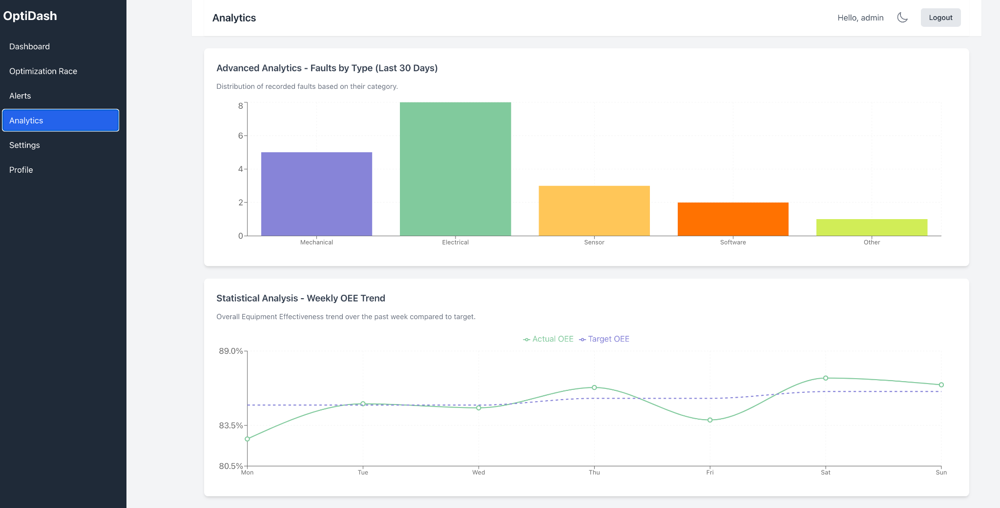 OptiDash
Dashboard
Optimization Race
Alerts
Analytics
Settings
Profile
Analytics
Hello, admin
Logout
Advanced Analytics - Faults by Type (Last 30 Days)
Distribution of recorded faults based on their category.
8
6
4
2
0
Mechanical Electrical Sensor Software Other
Statistical Analysis - Weekly OEE Trend
Overall Equipment Effectiveness trend over the past week compared to target.
Actual OEE Target OEE
89.0%
83.5%
80.5%
Mon Tue Wed Thu Fri Sat Sun